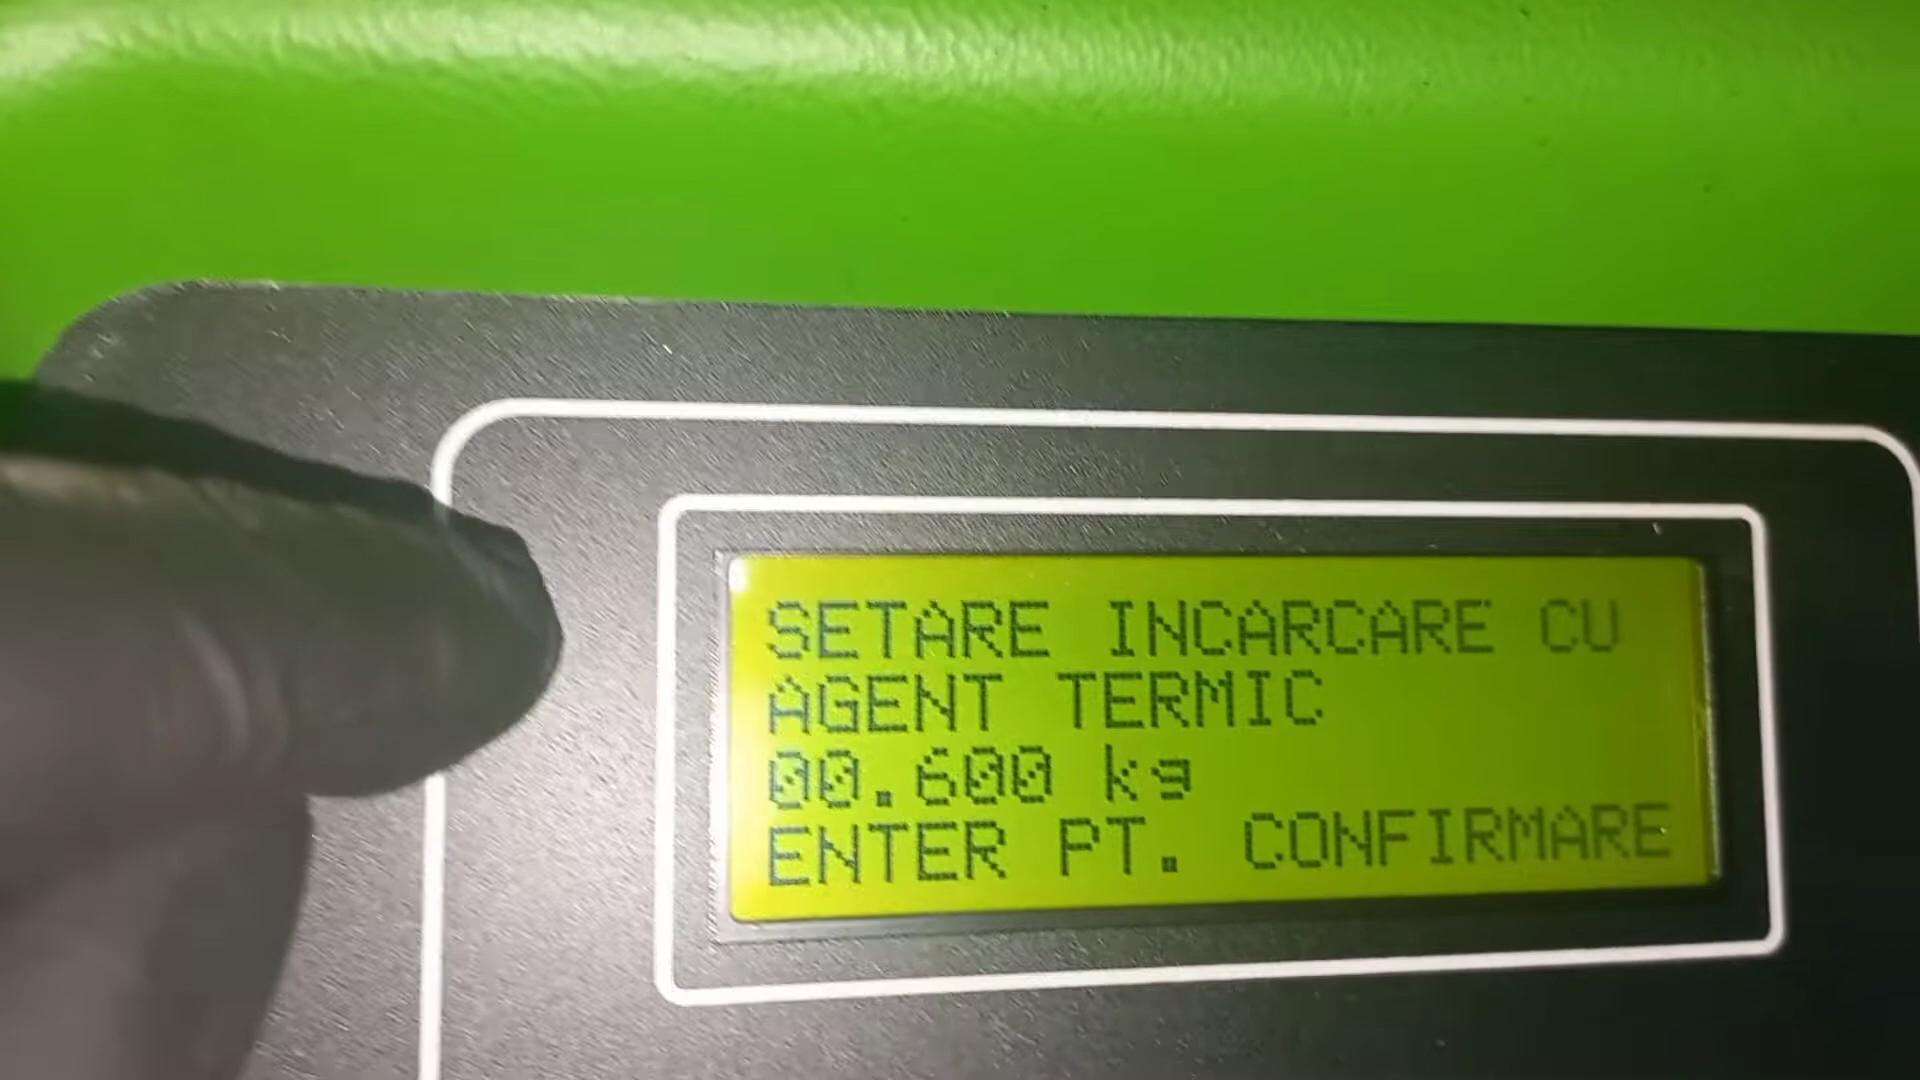 SETARE INCARCARE CU
AGENT TERMIC
00.600 kg
ENTER PT. CONFIRMARE